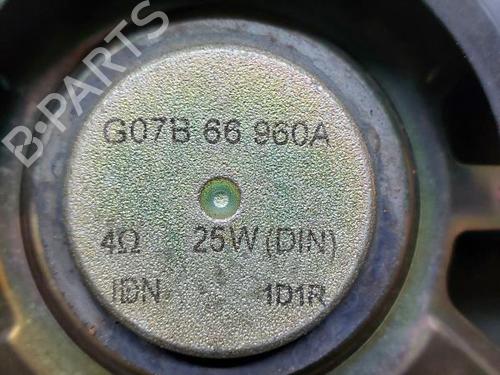 B-PARTS
G07B 66 960A
4Ω 25W (DIN)
IDN 1D1R